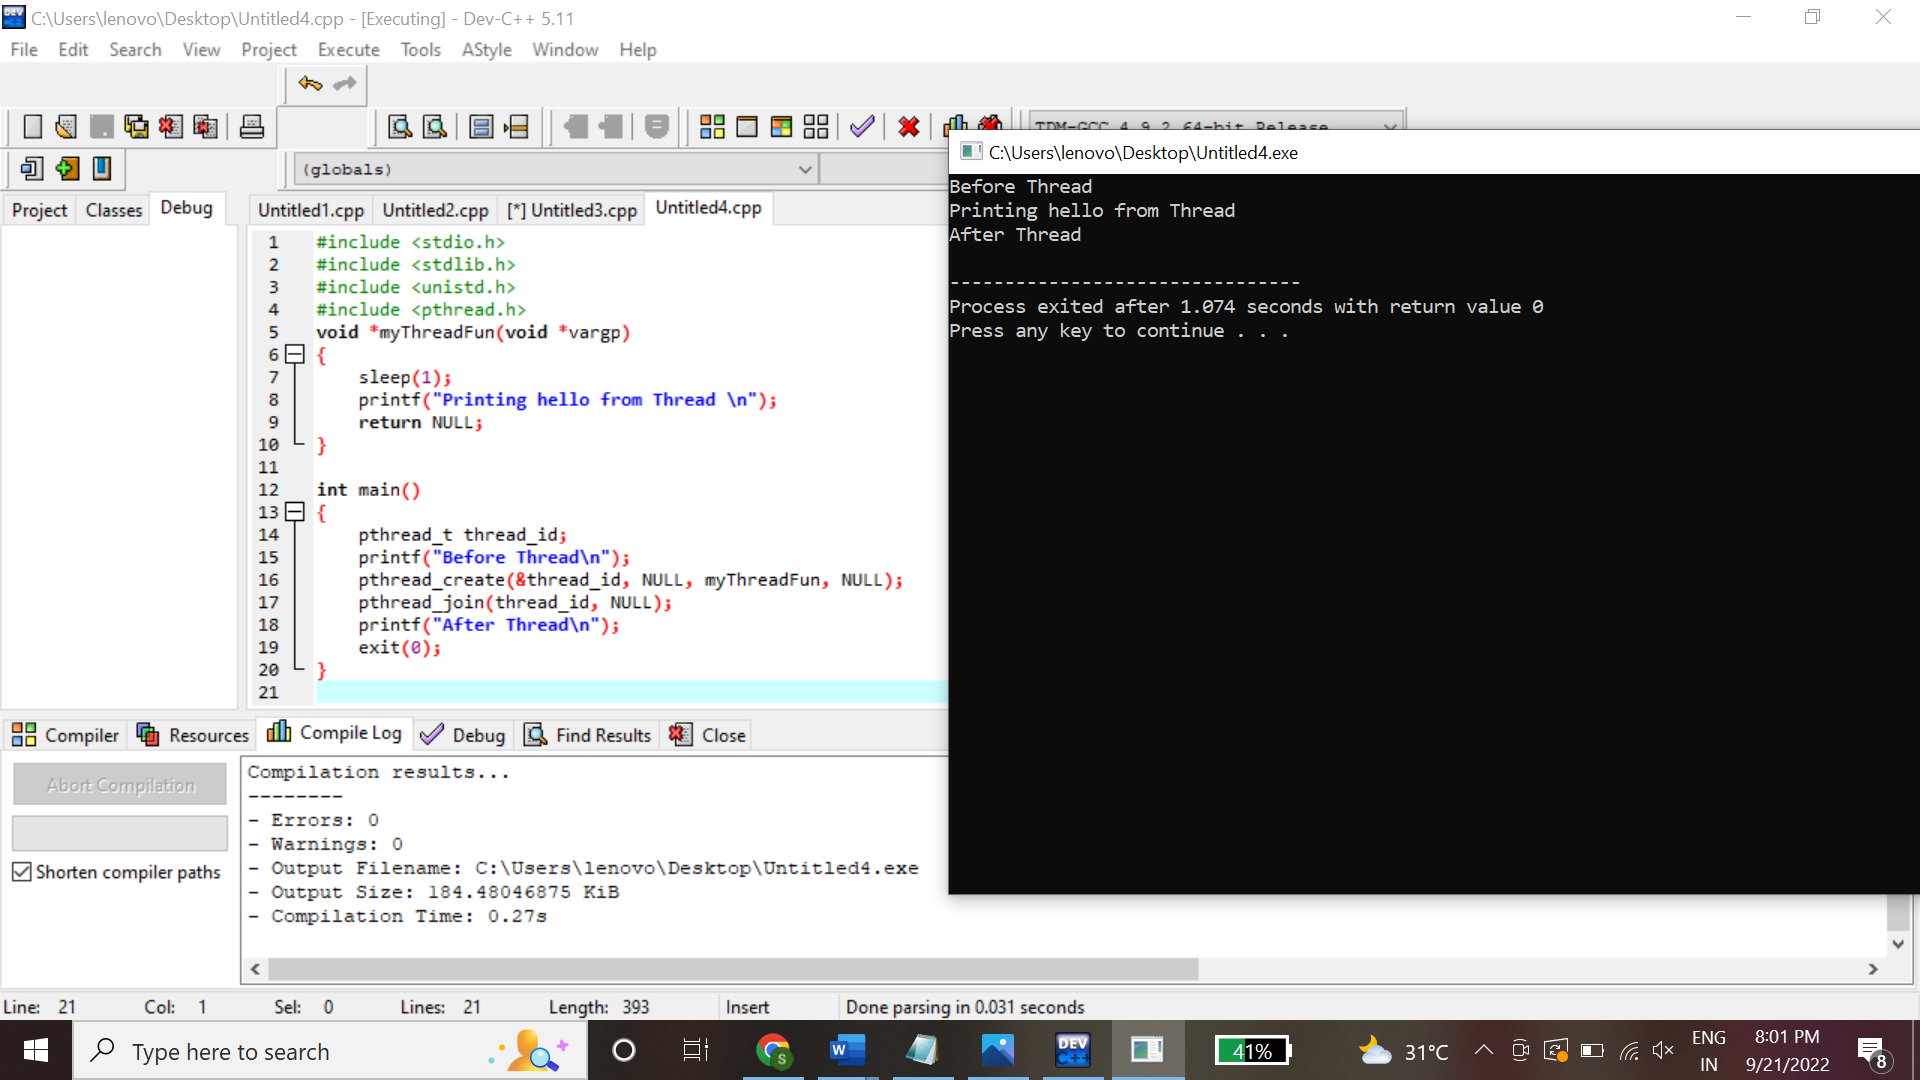 C:\Users\lenovo\Desktop\Untitled4.cpp - [Executing] - Dev-C++ 5.11
File Edit Search View Project Execute Tools AStyle Window Help
TDM-GCC 4.9.2 64-bit Release
(globals)
Project Classes Debug
Untitled1.cpp Untitled2.cpp [*] Untitled3.cpp Untitled4.cpp
1 #include <stdio.h>
2 #include <stdlib.h>
3 #include <unistd.h>
4 #include <pthread.h>
5 void *myThreadFun(void *vargp)
6 {
7 sleep(1);
8 printf("Printing hello from Thread \n");
9 return NULL;
10 }
11
12 int main()
13 {
14 pthread_t thread_id;
15 printf("Before Thread\n");
16 pthread_create(&thread_id, NULL, myThreadFun, NULL);
17 pthread_join(thread_id, NULL);
18 printf("After Thread\n");
19 exit(0);
20 }
21
C:\Users\lenovo\Desktop\Untitled4.exe
Before Thread
Printing hello from Thread
After Thread
--------------------------------
Process exited after 1.074 seconds with return value 0
Press any key to continue . . .
Compiler Resources Compile Log Debug Find Results Close
Abort Compilation
Shorten compiler paths
Compilation results...
--------
- Errors: 0
- Warnings: 0
- Output Filename: C:\Users\lenovo\Desktop\Untitled4.exe
- Output Size: 184.48046875 KiB
- Compilation Time: 0.27s
Line: 21 Col: 1 Sel: 0 Lines: 21 Length: 393 Insert Done parsing in 0.031 seconds
Type here to search
S
W
DEV C++
41%
31°C
ENG
IN
8:01 PM
9/21/2022
8